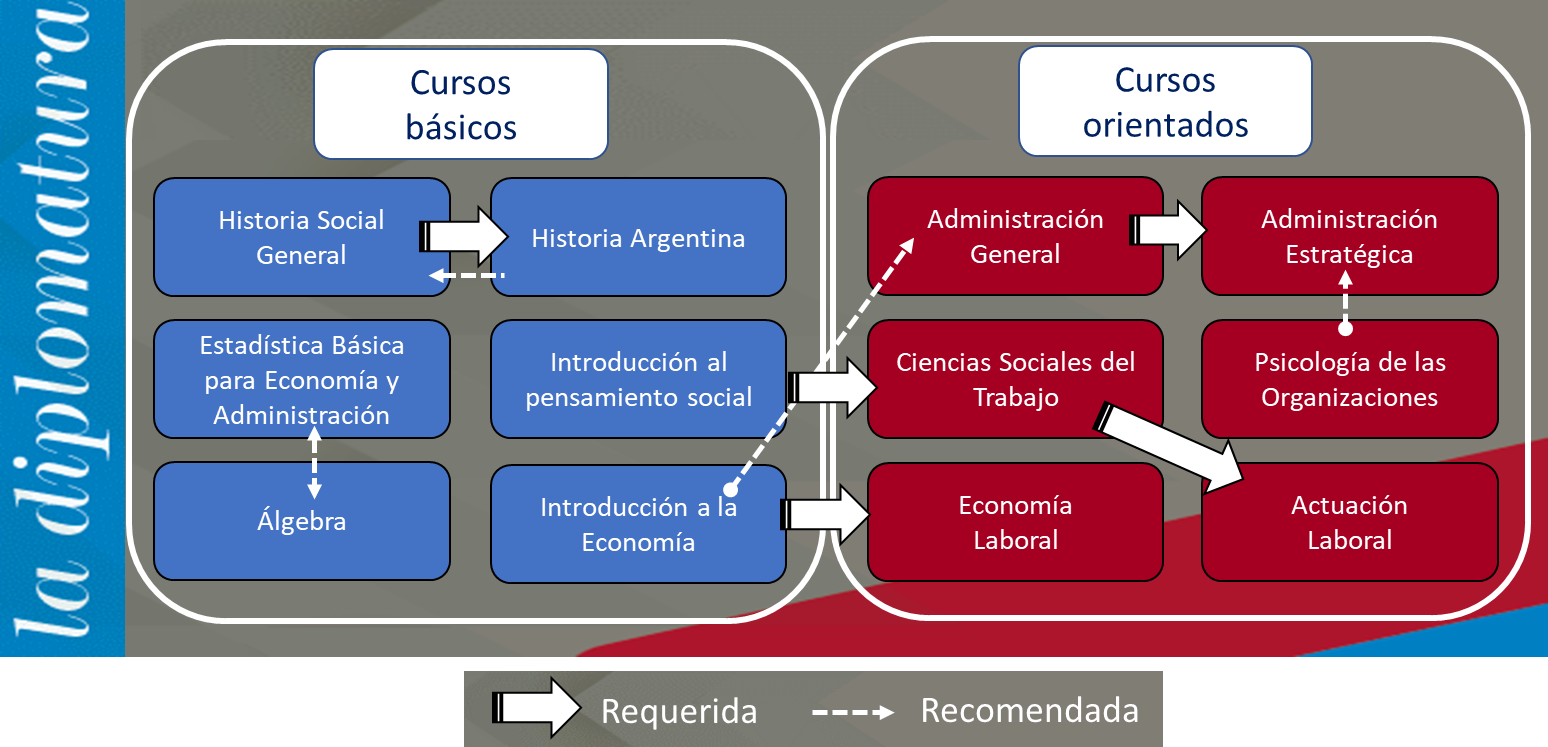 la diplomatura
Cursos
básicos
Historia Social
General
Historia Argentina
Estadística Básica
para Economía y
Administración
Introducción al
pensamiento social
Álgebra
Introducción a la
Economía
Cursos
orientados
Administración
General
Administración
Estratégica
Ciencias Sociales del
Trabajo
Psicología de las
Organizaciones
Economía
Laboral
Actuación
Laboral
Requerida
Recomendada